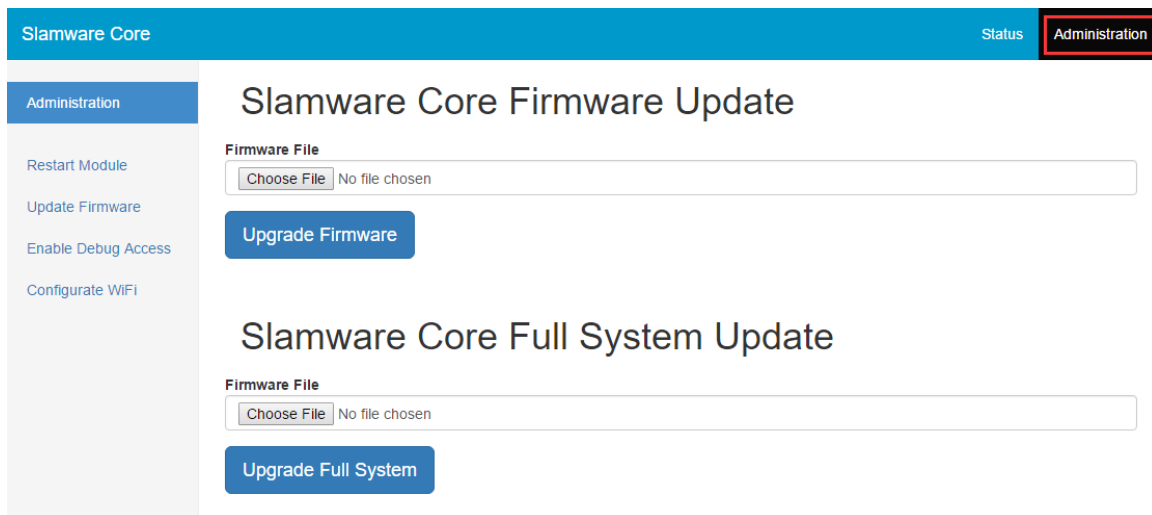 Slamware Core Status Administration
Administration
Restart Module
Update Firmware
Enable Debug Access
Configurate WiFi
Slamware Core Firmware Update
Firmware File
Choose File No file chosen
Upgrade Firmware
Slamware Core Full System Update
Firmware File
Choose File No file chosen
Upgrade Full System